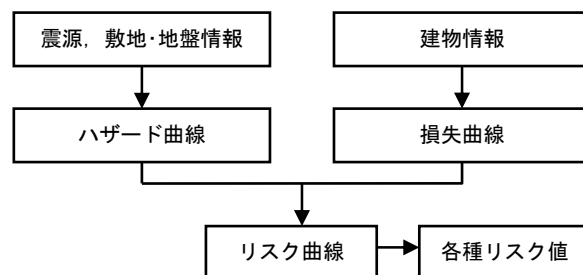 震源，敷地・地盤情報
建物情報
ハザード曲線
損失曲線
リスク曲線
各種リスク値